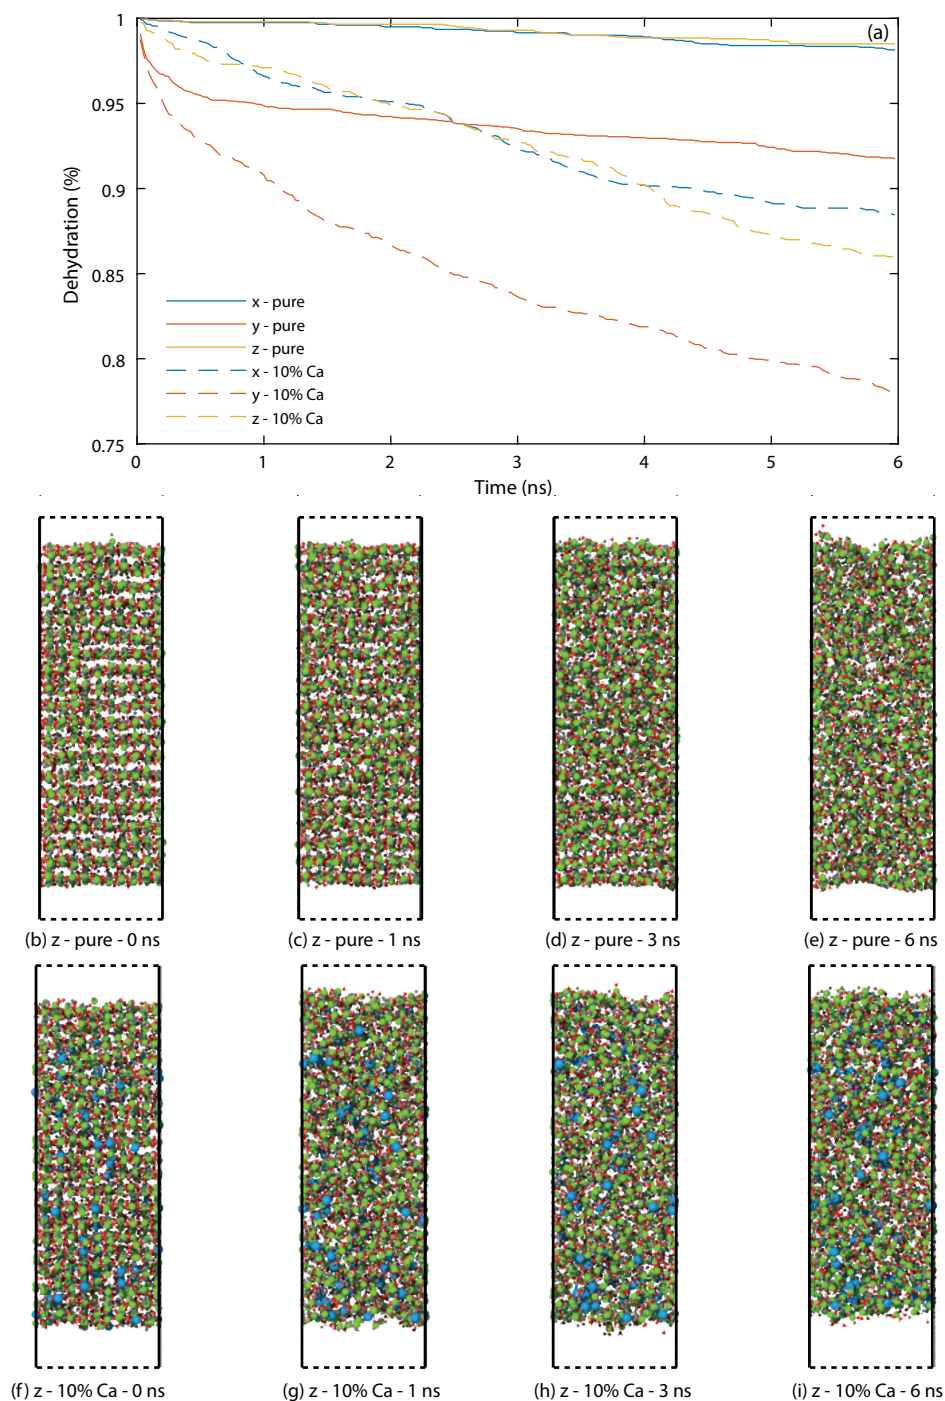 (a)
1
0.95
0.9
0.85
0.8
0.75
Dehydration (%)
x - pure
y - pure
z - pure
x - 10% Ca
y - 10% Ca
z - 10% Ca
0 1 2 3 4 5 6
Time (ns)
(b) z - pure - 0 ns (c) z - pure - 1 ns (d) z - pure - 3 ns (e) z - pure - 6 ns
(f) z - 10% Ca - 0 ns (g) z - 10% Ca - 1 ns (h) z - 10% Ca - 3 ns (i) z - 10% Ca - 6 ns